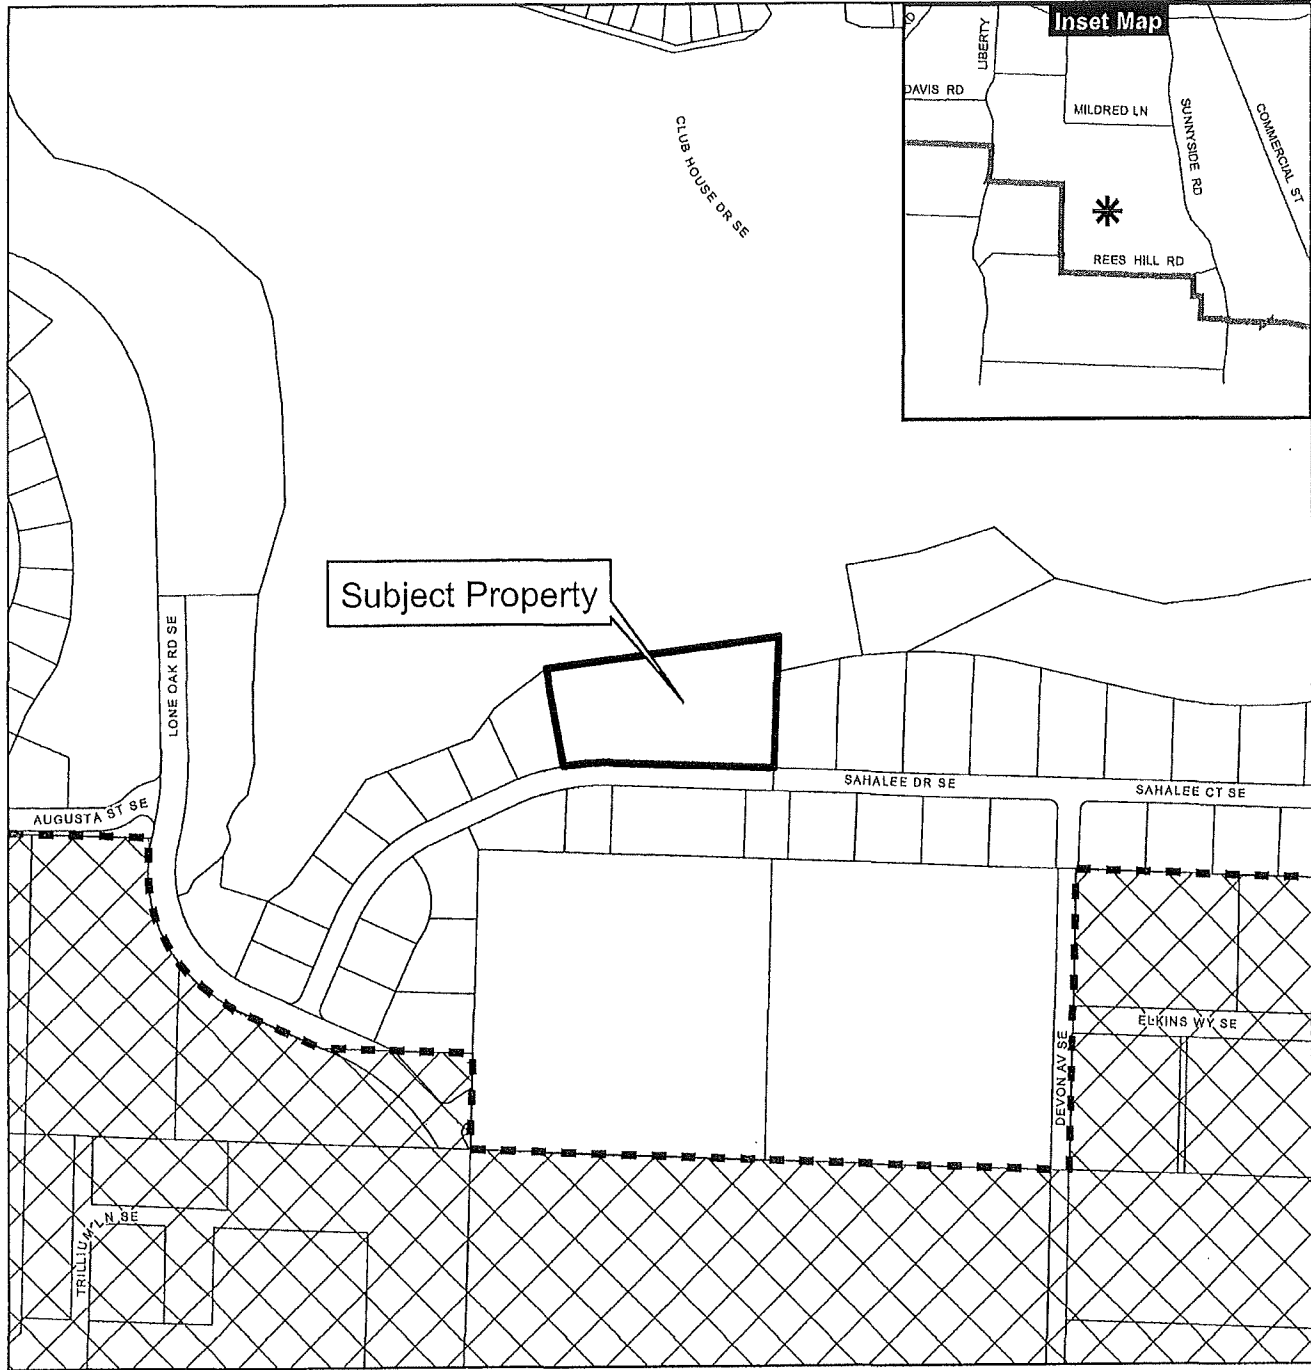 Inset Map
LIBERTY
DAVIS RD
MILDRED LN
SUNNYSIDE RD
COMMERCIAL ST
REES HILL RD
CLUB HOUSE DR SE
Subject Property
LONE OAK RD SE
SAHALEE DR SE
SAHALEE CT SE
AUGUSTA ST SE
ELKINS WY SE
DEVON AV SE
TRILLIUM LN SE